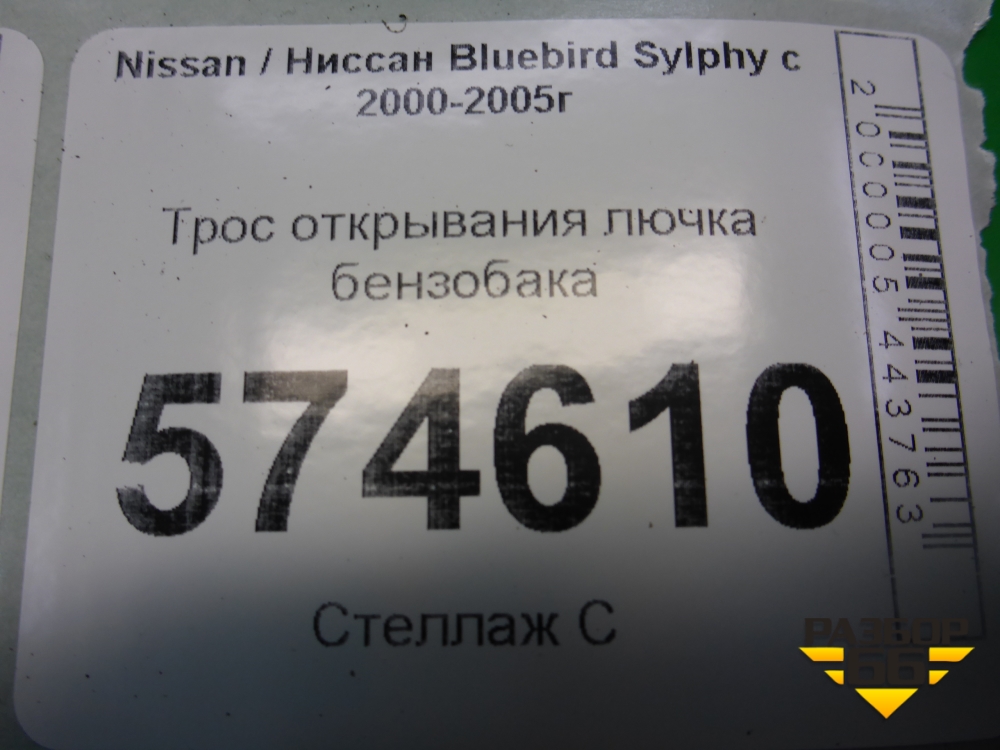 Nissan / Ниссан Bluebird Sylphy с
2000-2005г
Трос открывания лючка
бензобака
574610
Стеллаж С
2000005443763
РАЗБОР
66